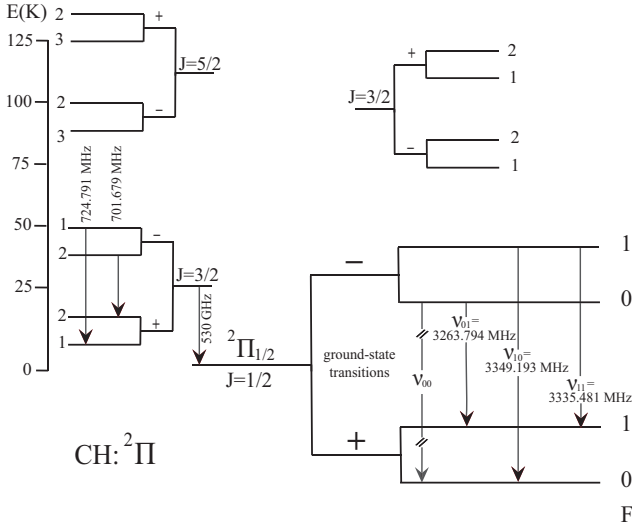 E(K)
125
100
75
50
25
0
2
3
+
J=5/2
2
3
−
724.791 MHz
701.679 MHz
1
2
−
J=3/2
2
1
+
530 GHz
²Π₁/₂
J=1/2
J=3/2
+
2
1
−
2
1
−
1
0
ground-state
transitions
ν₀₀
ν₀₁=
3263.794 MHz
ν₁₀=
3349.193 MHz
ν₁₁=
3335.481 MHz
+
1
0
F
CH: ²Π